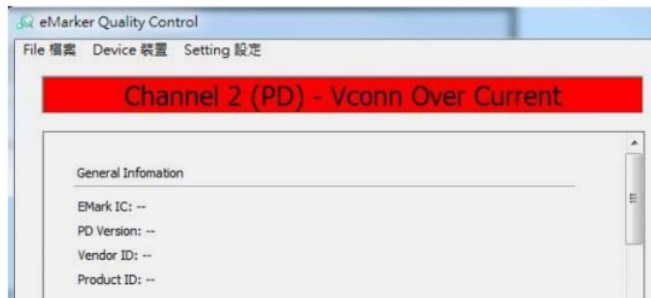 eMarker Quality Control
File 檔案 Device 裝置 Setting 設定
Channel 2 (PD) - Vconn Over Current
General Infomation
EMark IC: --
PD Version: --
Vendor ID: --
Product ID: --